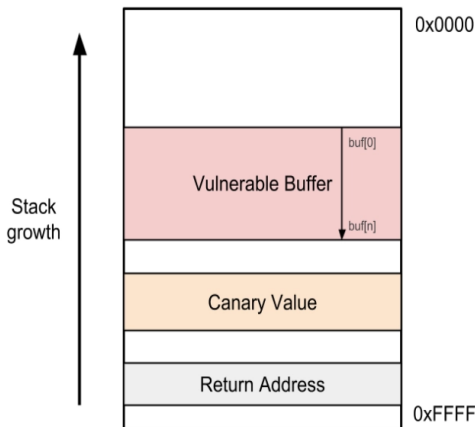 0x0000
buf[0]
Vulnerable Buffer
buf[n]
Stack
growth
Canary Value
Return Address
0xFFFF